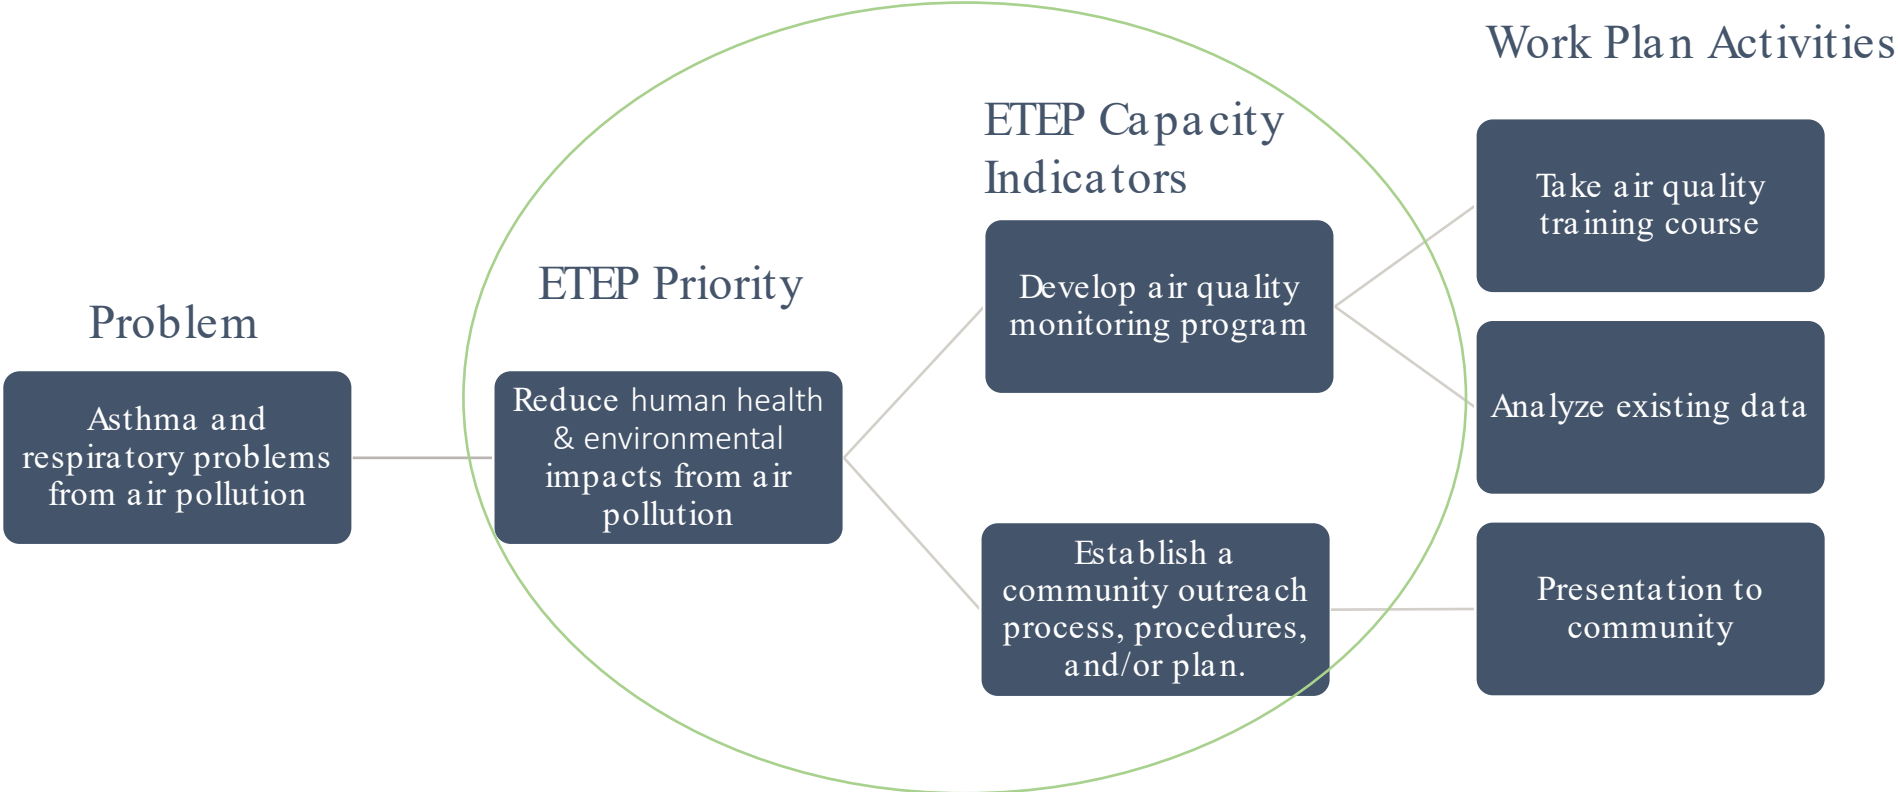 Problem
Asthma and
respiratory problems
from air pollution
ETEP Priority
Reduce human health
& environmental
impacts from air
pollution
ETEP Capacity
Indicators
Develop air quality
monitoring program
Establish a
community outreach
process, procedures,
and/or plan.
Work Plan Activities
Take air quality
training course
Analyze existing data
Presentation to
community